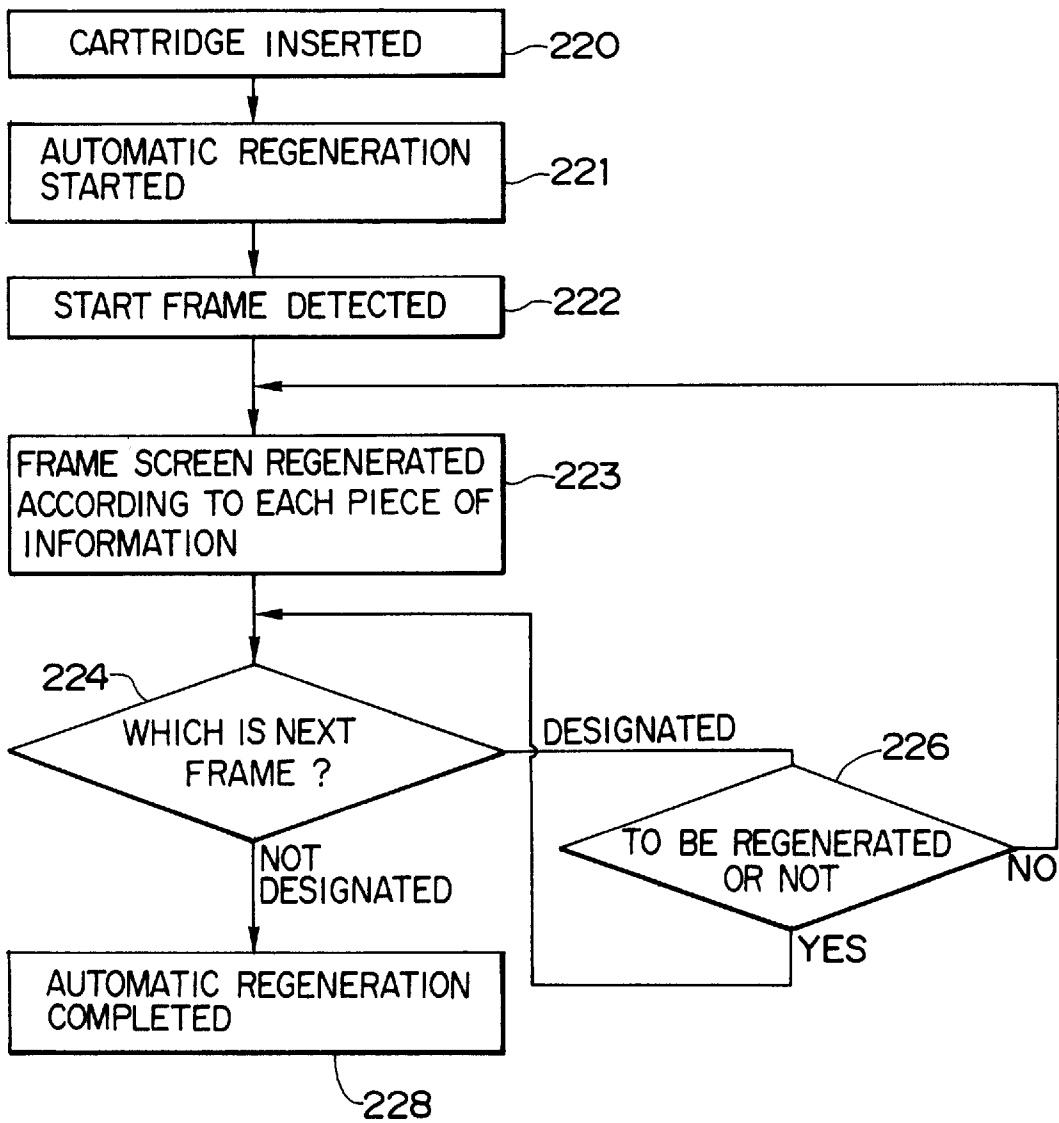 CARTRIDGE INSERTED
220
AUTOMATIC REGENERATION
STARTED
221
START FRAME DETECTED
222
FRAME SCREEN REGENERATED
ACCORDING TO EACH PIECE OF
INFORMATION
223
224
WHICH IS NEXT
FRAME ?
DESIGNATED
226
TO BE REGENERATED
OR NOT
NO
YES
NOT
DESIGNATED
AUTOMATIC REGENERATION
COMPLETED
228